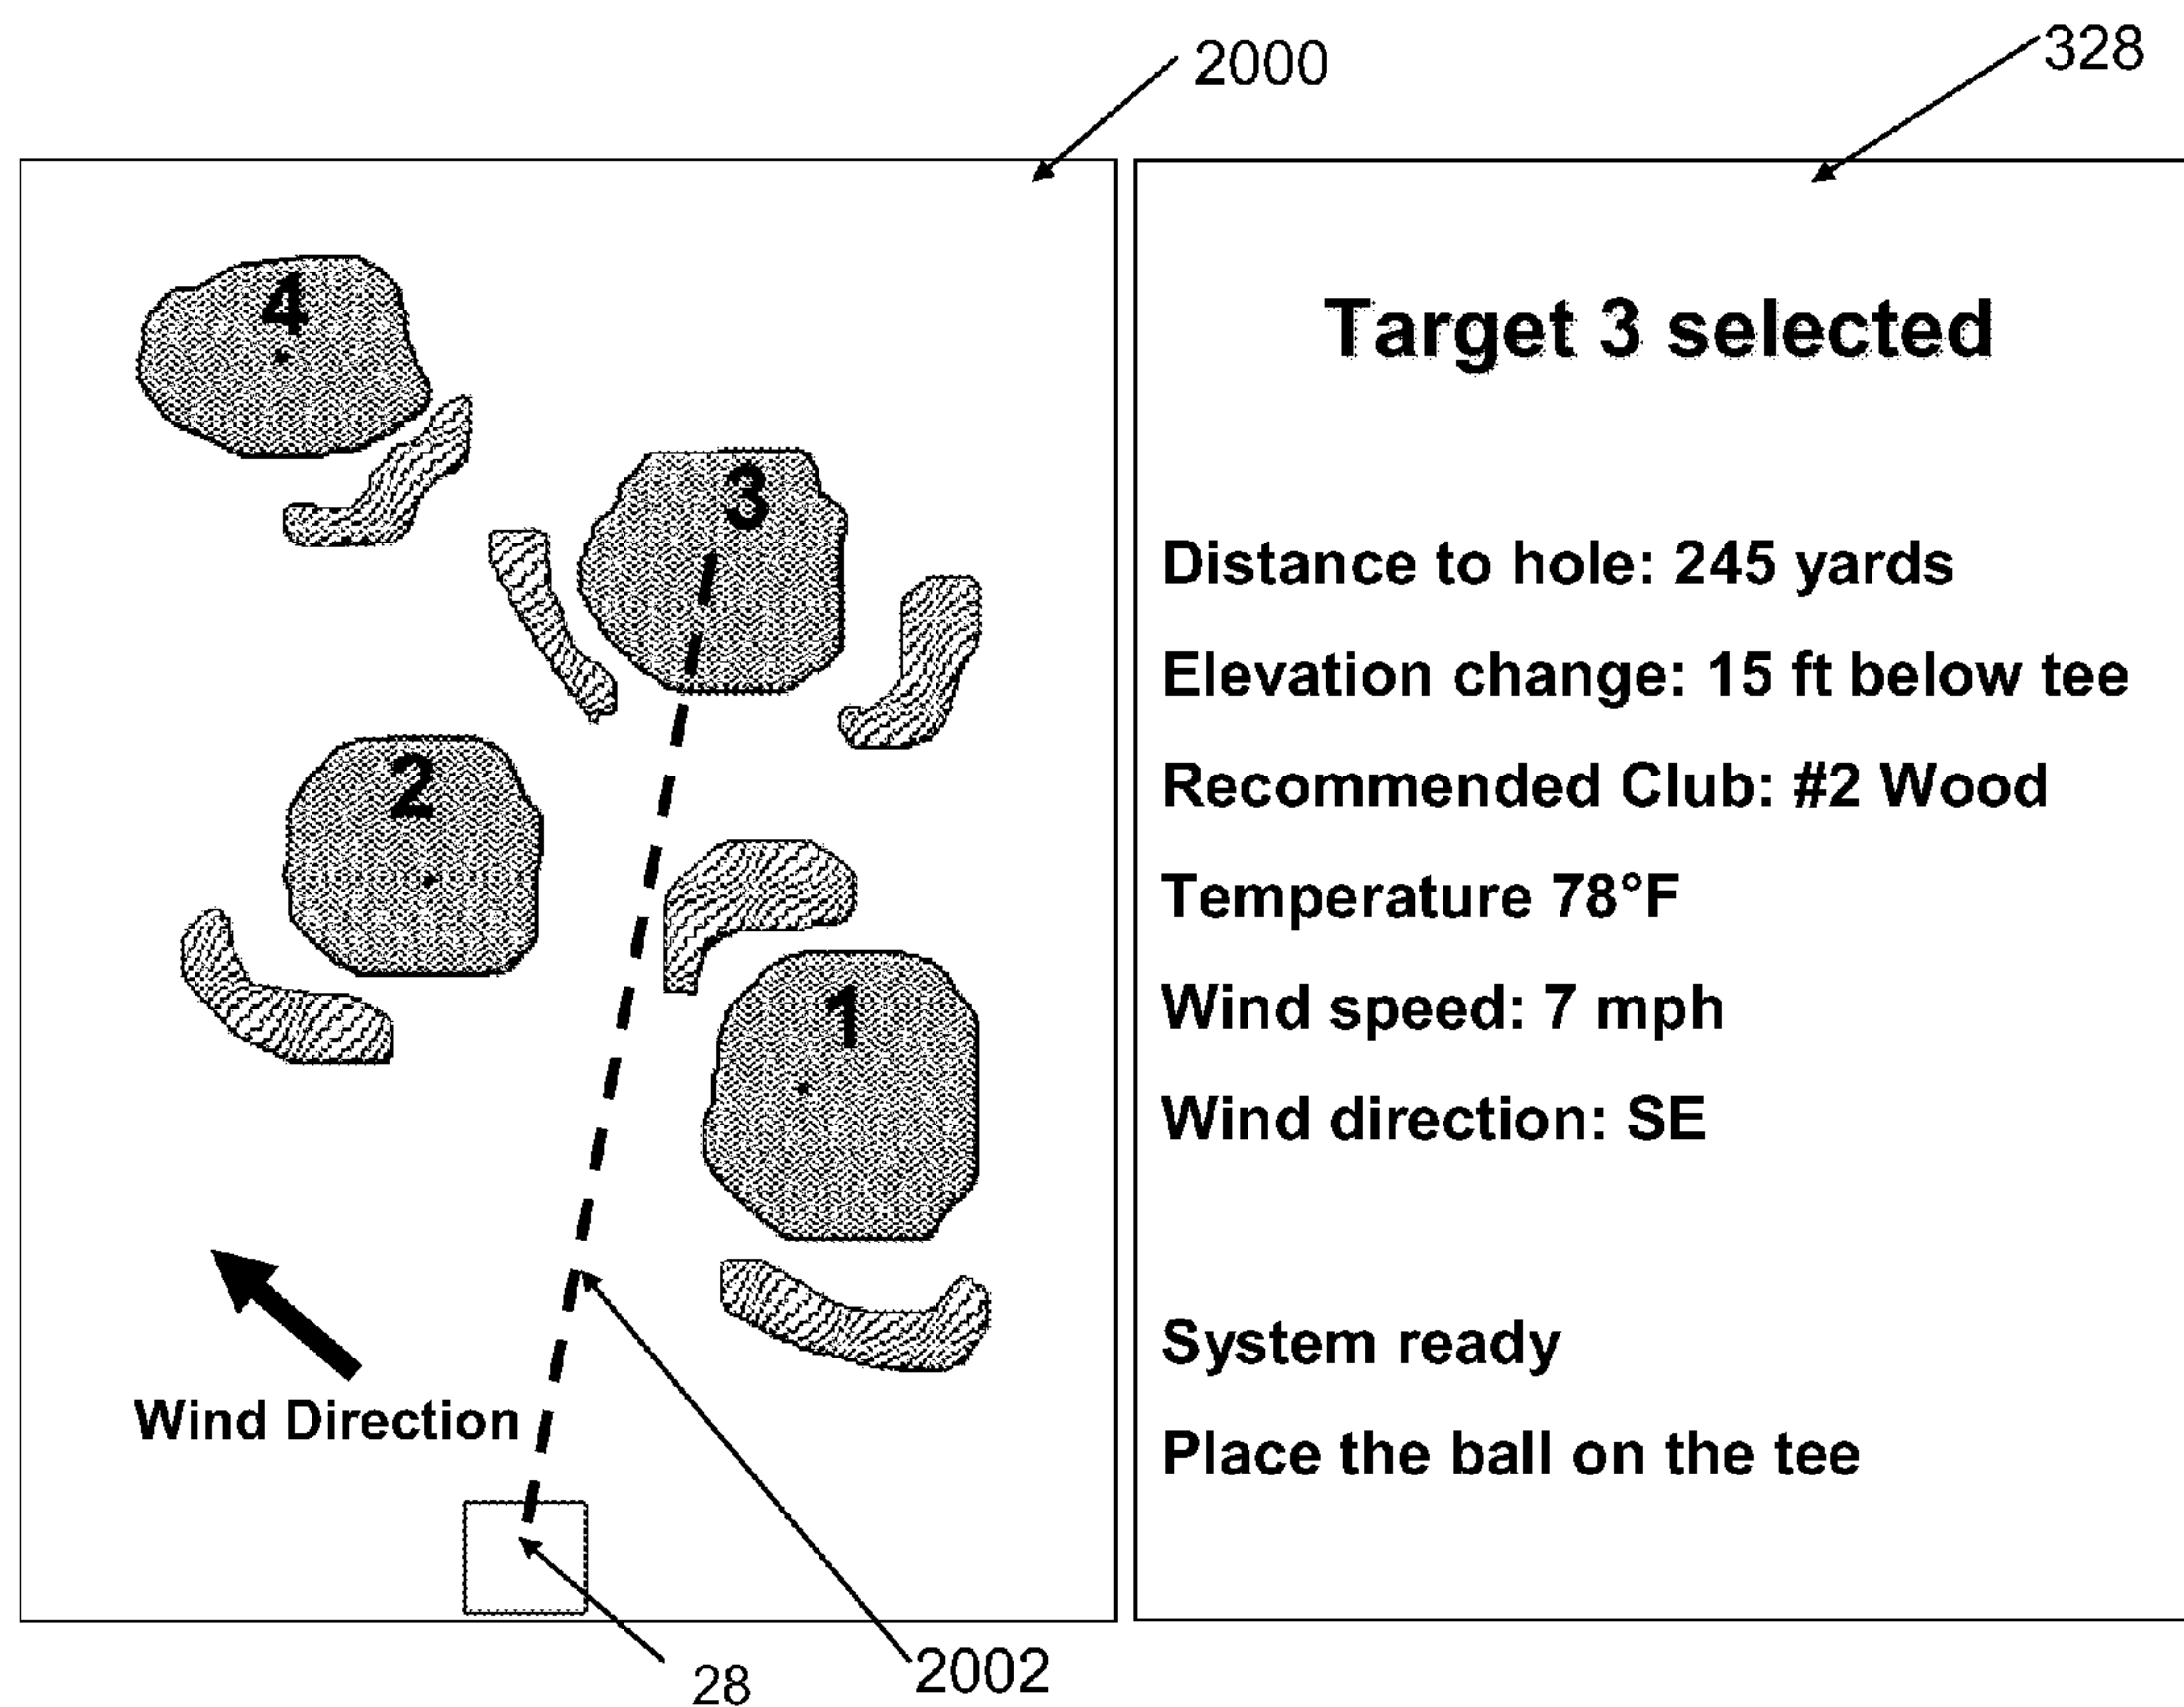 2000
328
4
3
2
1
Wind Direction
28
2002
Target 3 selected
Distance to hole: 245 yards
Elevation change: 15 ft below tee
Recommended Club: #2 Wood
Temperature 78°F
Wind speed: 7 mph
Wind direction: SE
System ready
Place the ball on the tee